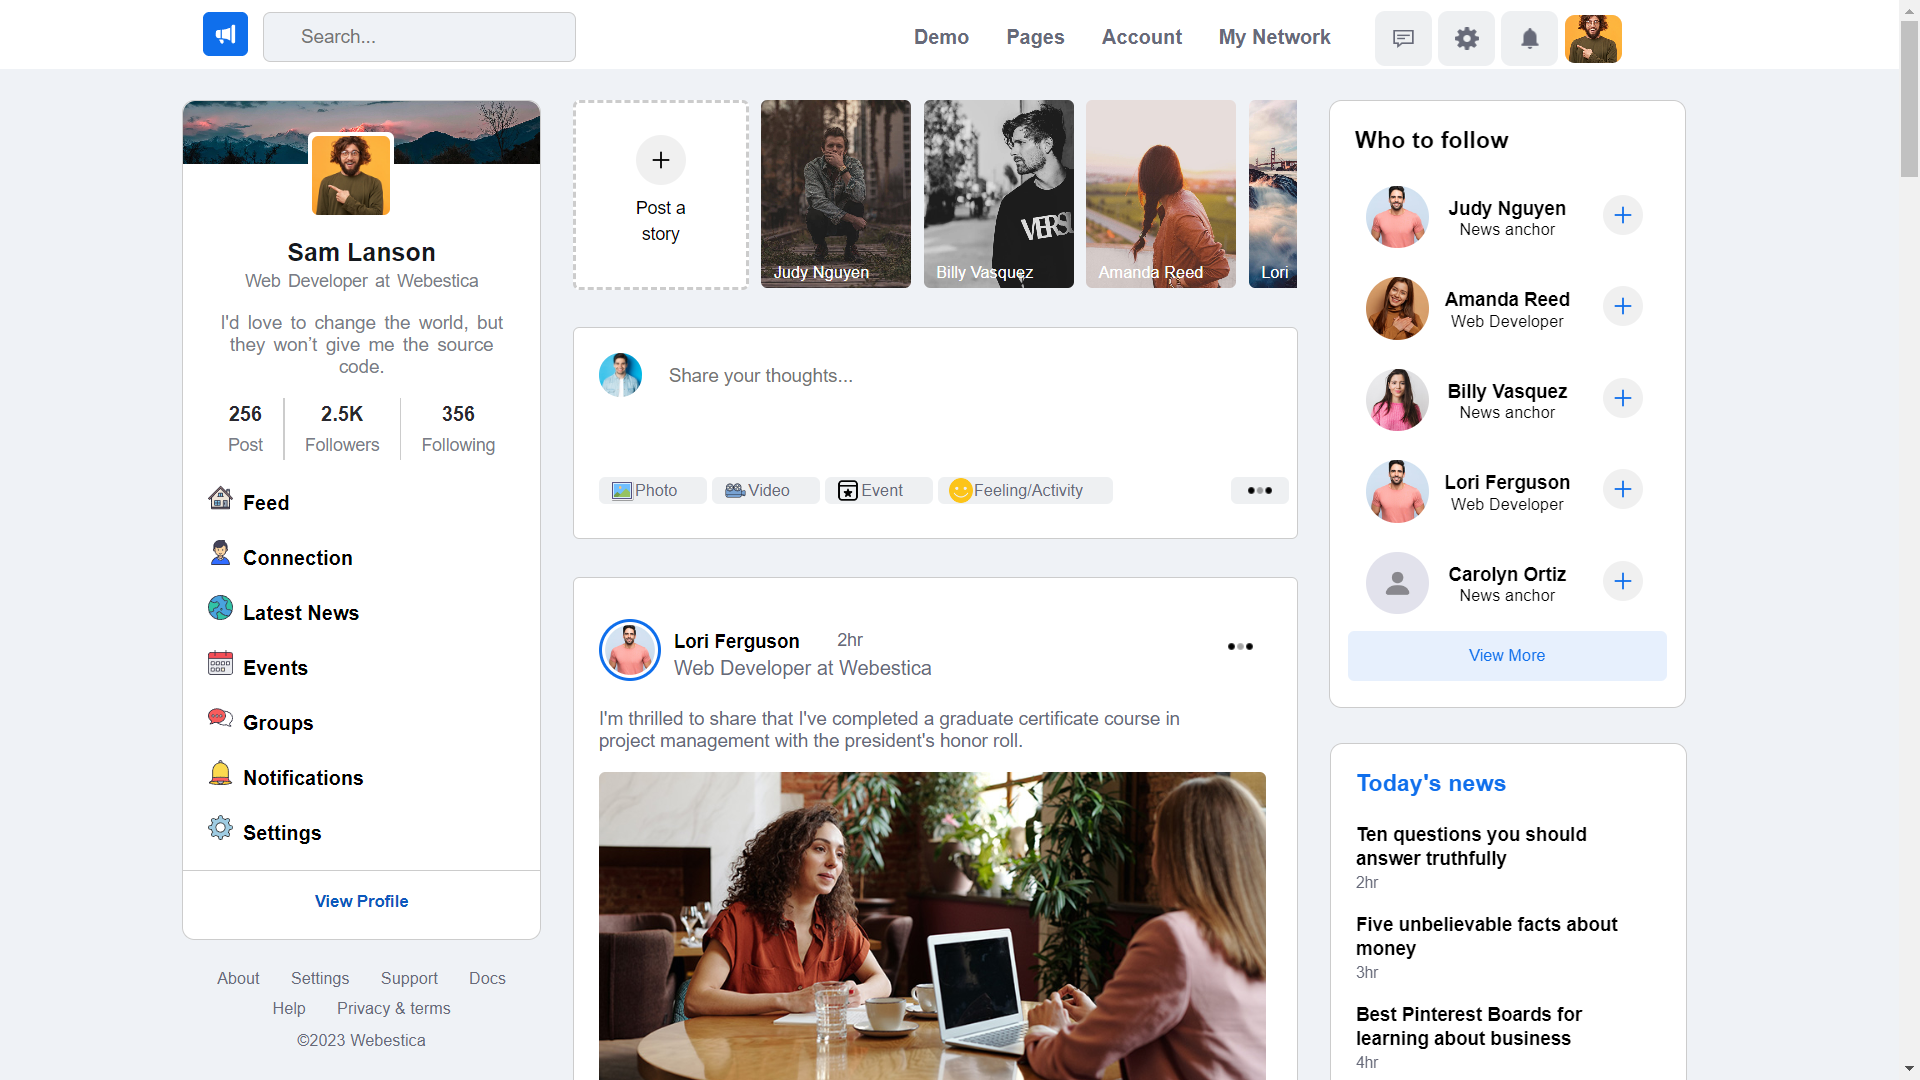 Search...
Demo
Pages
Account
My Network
Sam Lanson
Web Developer at Webestica
I'd love to change the world, but
they won’t give me the source
code.
256
Post
2.5K
Followers
356
Following
Feed
Connection
Latest News
Events
Groups
Notifications
Settings
View Profile
About
Settings
Support
Docs
Help
Privacy & terms
©2023 Webestica
Post a
story
Judy Nguyen
VERSU
Billy Vasquez
Amanda Reed
Lori
Share your thoughts...
Photo
Video
Event
Feeling/Activity
Lori Ferguson
2hr
Web Developer at Webestica
I'm thrilled to share that I've completed a graduate certificate course in
project management with the president's honor roll.
Who to follow
Judy Nguyen
News anchor
Amanda Reed
Web Developer
Billy Vasquez
News anchor
Lori Ferguson
Web Developer
Carolyn Ortiz
News anchor
View More
Today's news
Ten questions you should
answer truthfully
2hr
Five unbelievable facts about
money
3hr
Best Pinterest Boards for
learning about business
4hr